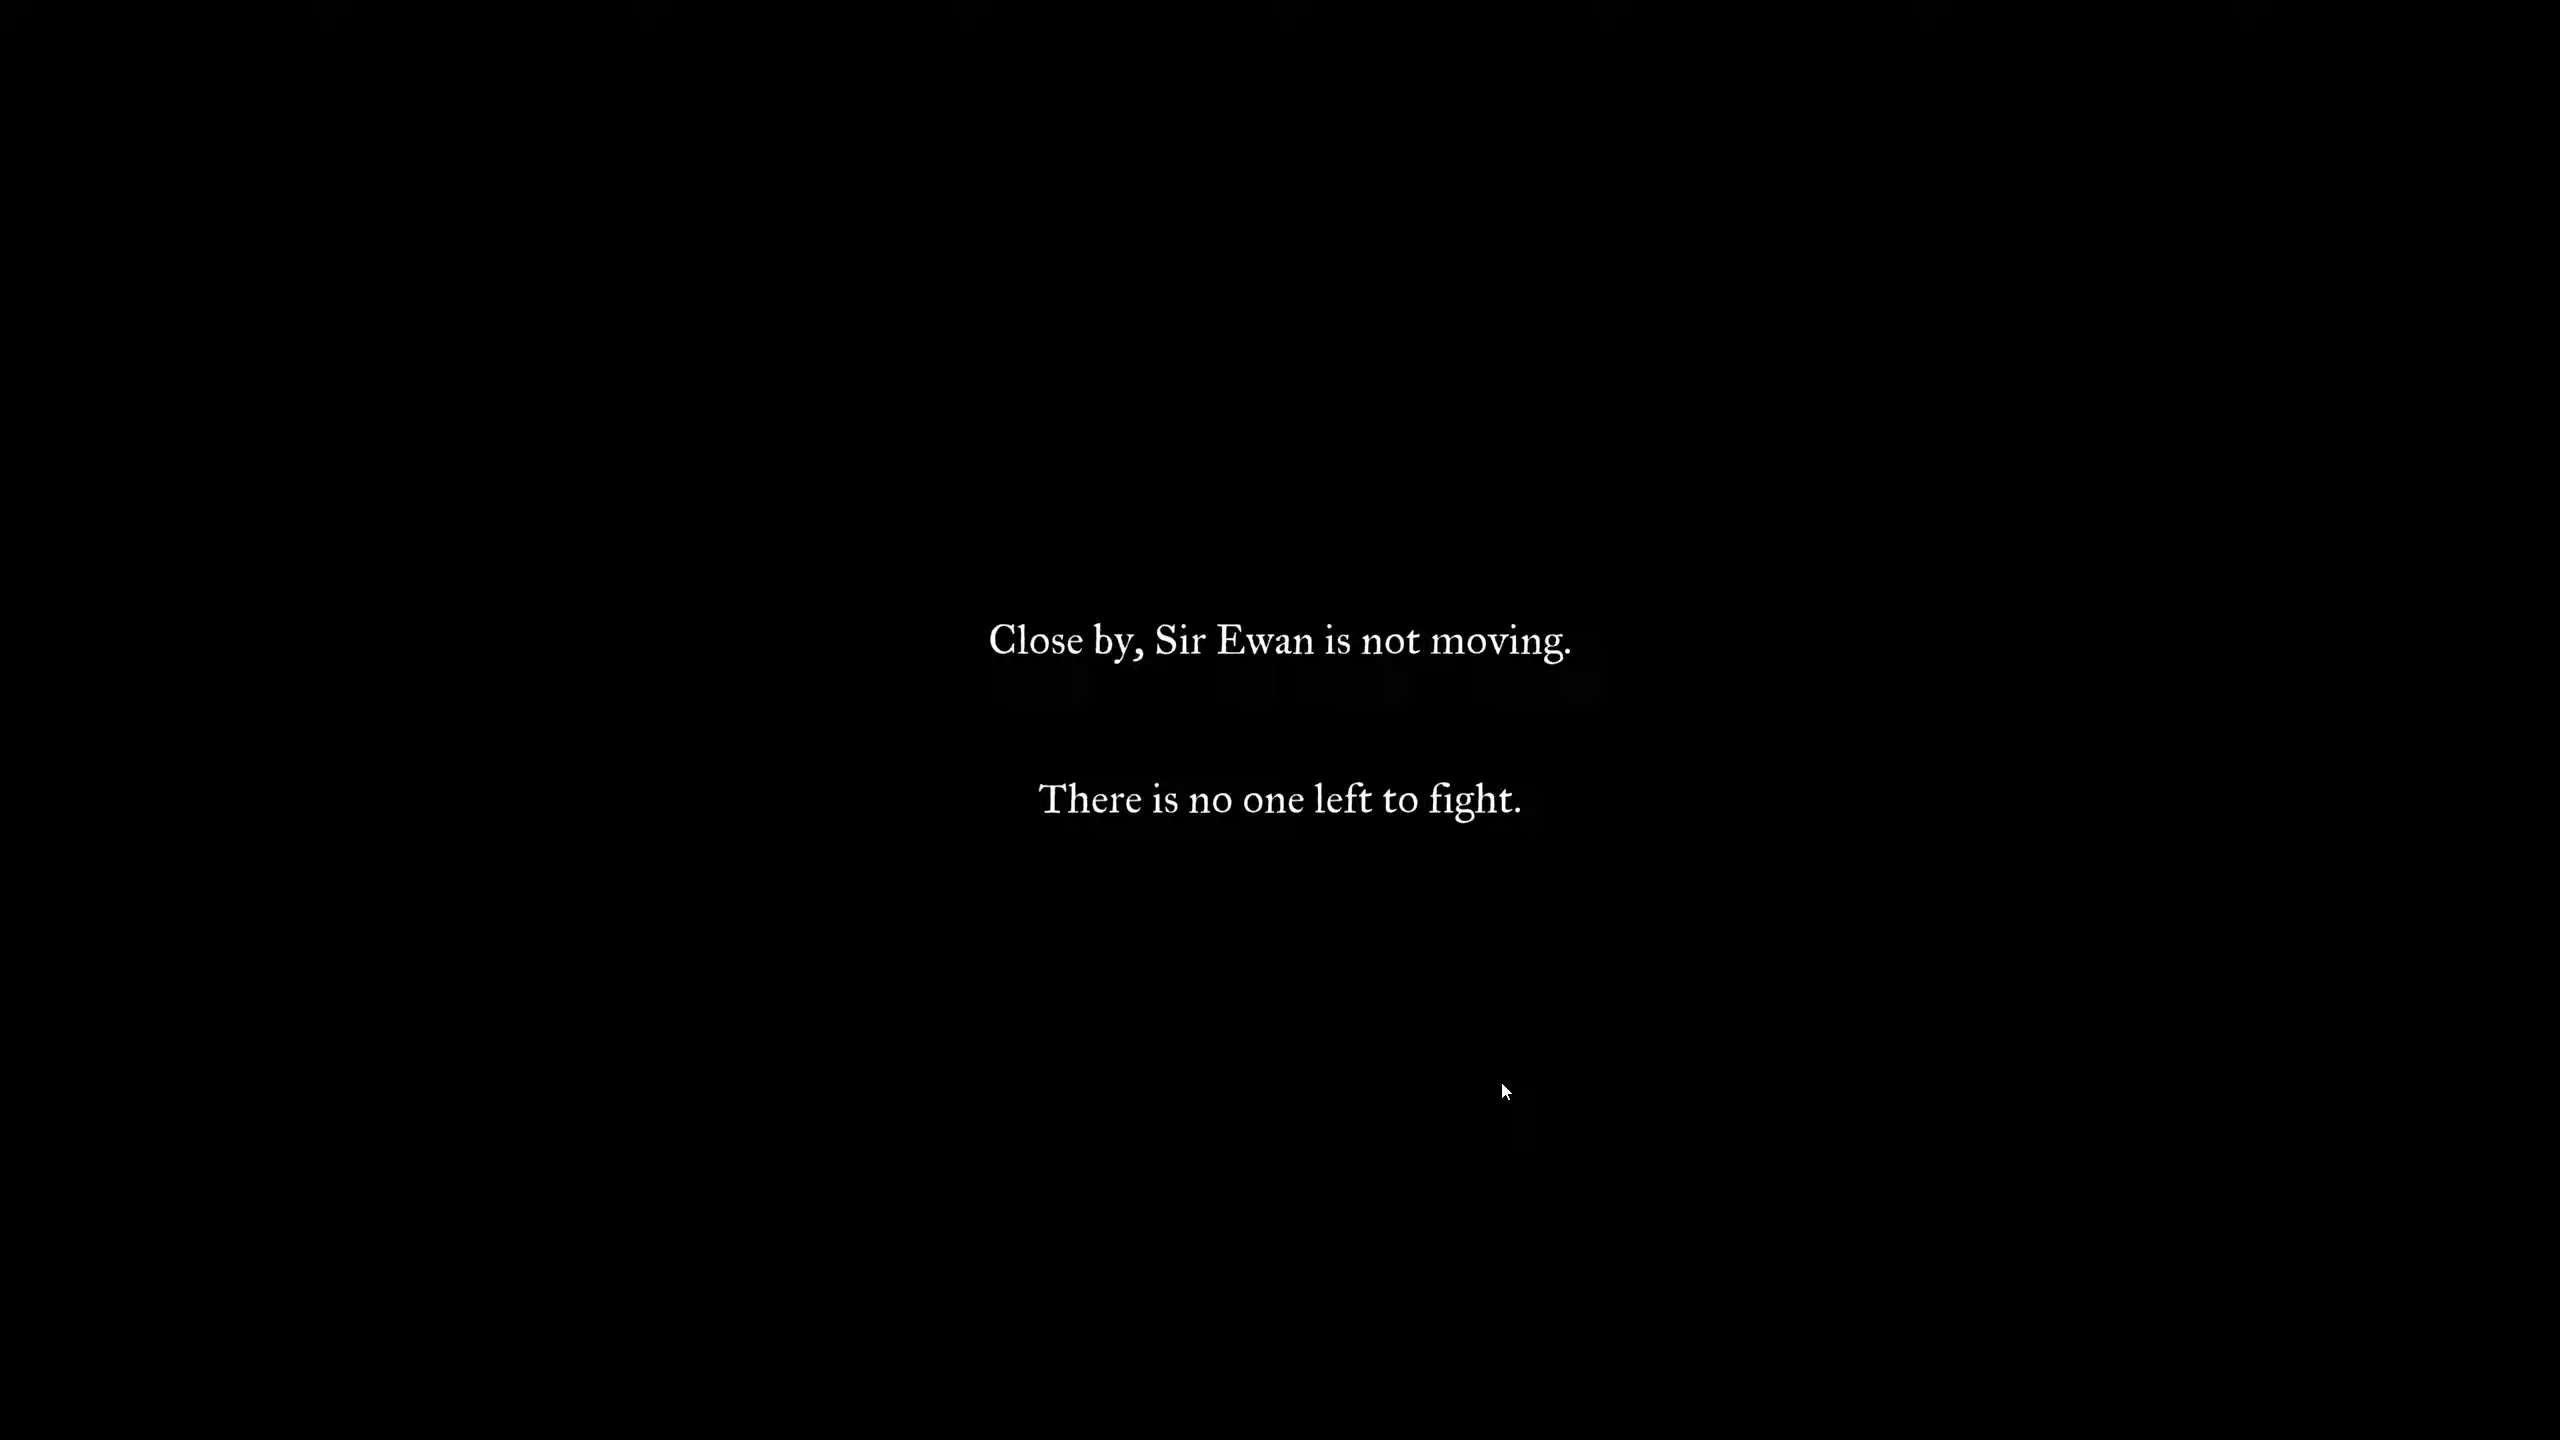 Close by, Sir Ewan is not moving.
There is no one left to fight.